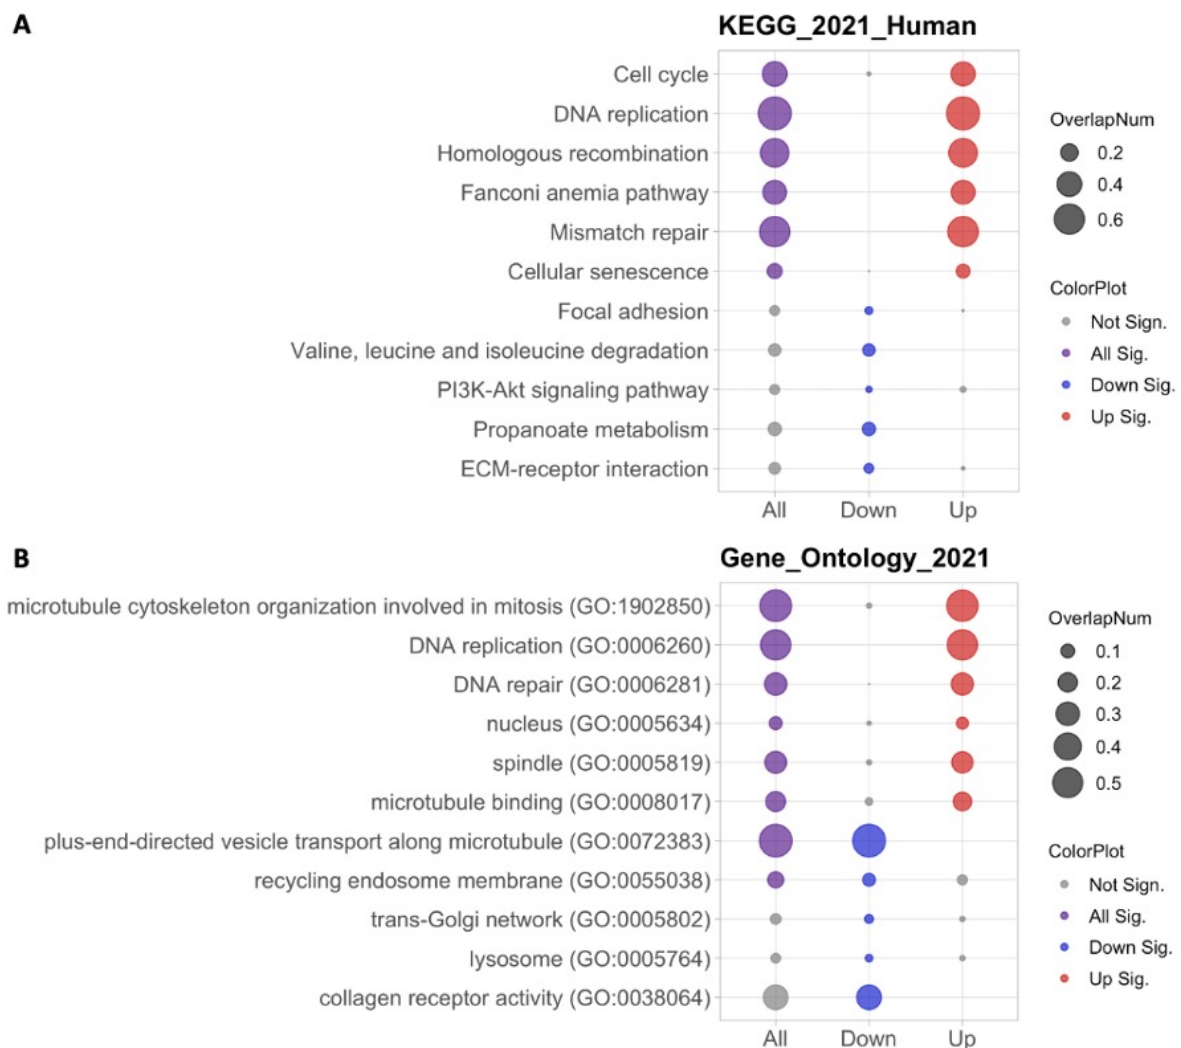 A
KEGG_2021_Human
Cell cycle
DNA replication
Homologous recombination
Fanconi anemia pathway
Mismatch repair
Cellular senescence
Focal adhesion
Valine, leucine and isoleucine degradation
PI3K-Akt signaling pathway
Propanoate metabolism
ECM-receptor interaction
All Down Up
OverlapNum
0.2
0.4
0.6
ColorPlot
Not Sign.
All Sig.
Down Sig.
Up Sig.
B
Gene_Ontology_2021
microtubule cytoskeleton organization involved in mitosis (GO:1902850)
DNA replication (GO:0006260)
DNA repair (GO:0006281)
nucleus (GO:0005634)
spindle (GO:0005819)
microtubule binding (GO:0008017)
plus-end-directed vesicle transport along microtubule (GO:0072383)
recycling endosome membrane (GO:0055038)
trans-Golgi network (GO:0005802)
lysosome (GO:0005764)
collagen receptor activity (GO:0038064)
All Down Up
OverlapNum
0.1
0.2
0.3
0.4
0.5
ColorPlot
Not Sign.
All Sig.
Down Sig.
Up Sig.